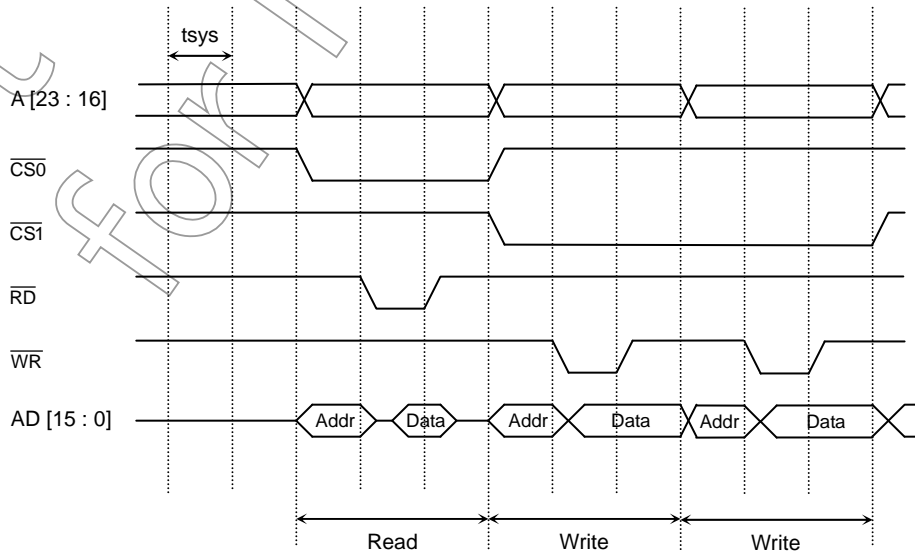 tsys
A [23 : 16]
CS0
CS1
RD
WR
AD [15 : 0]
Addr
Data
Addr
Data
Addr
Data
Read
Write
Write
for